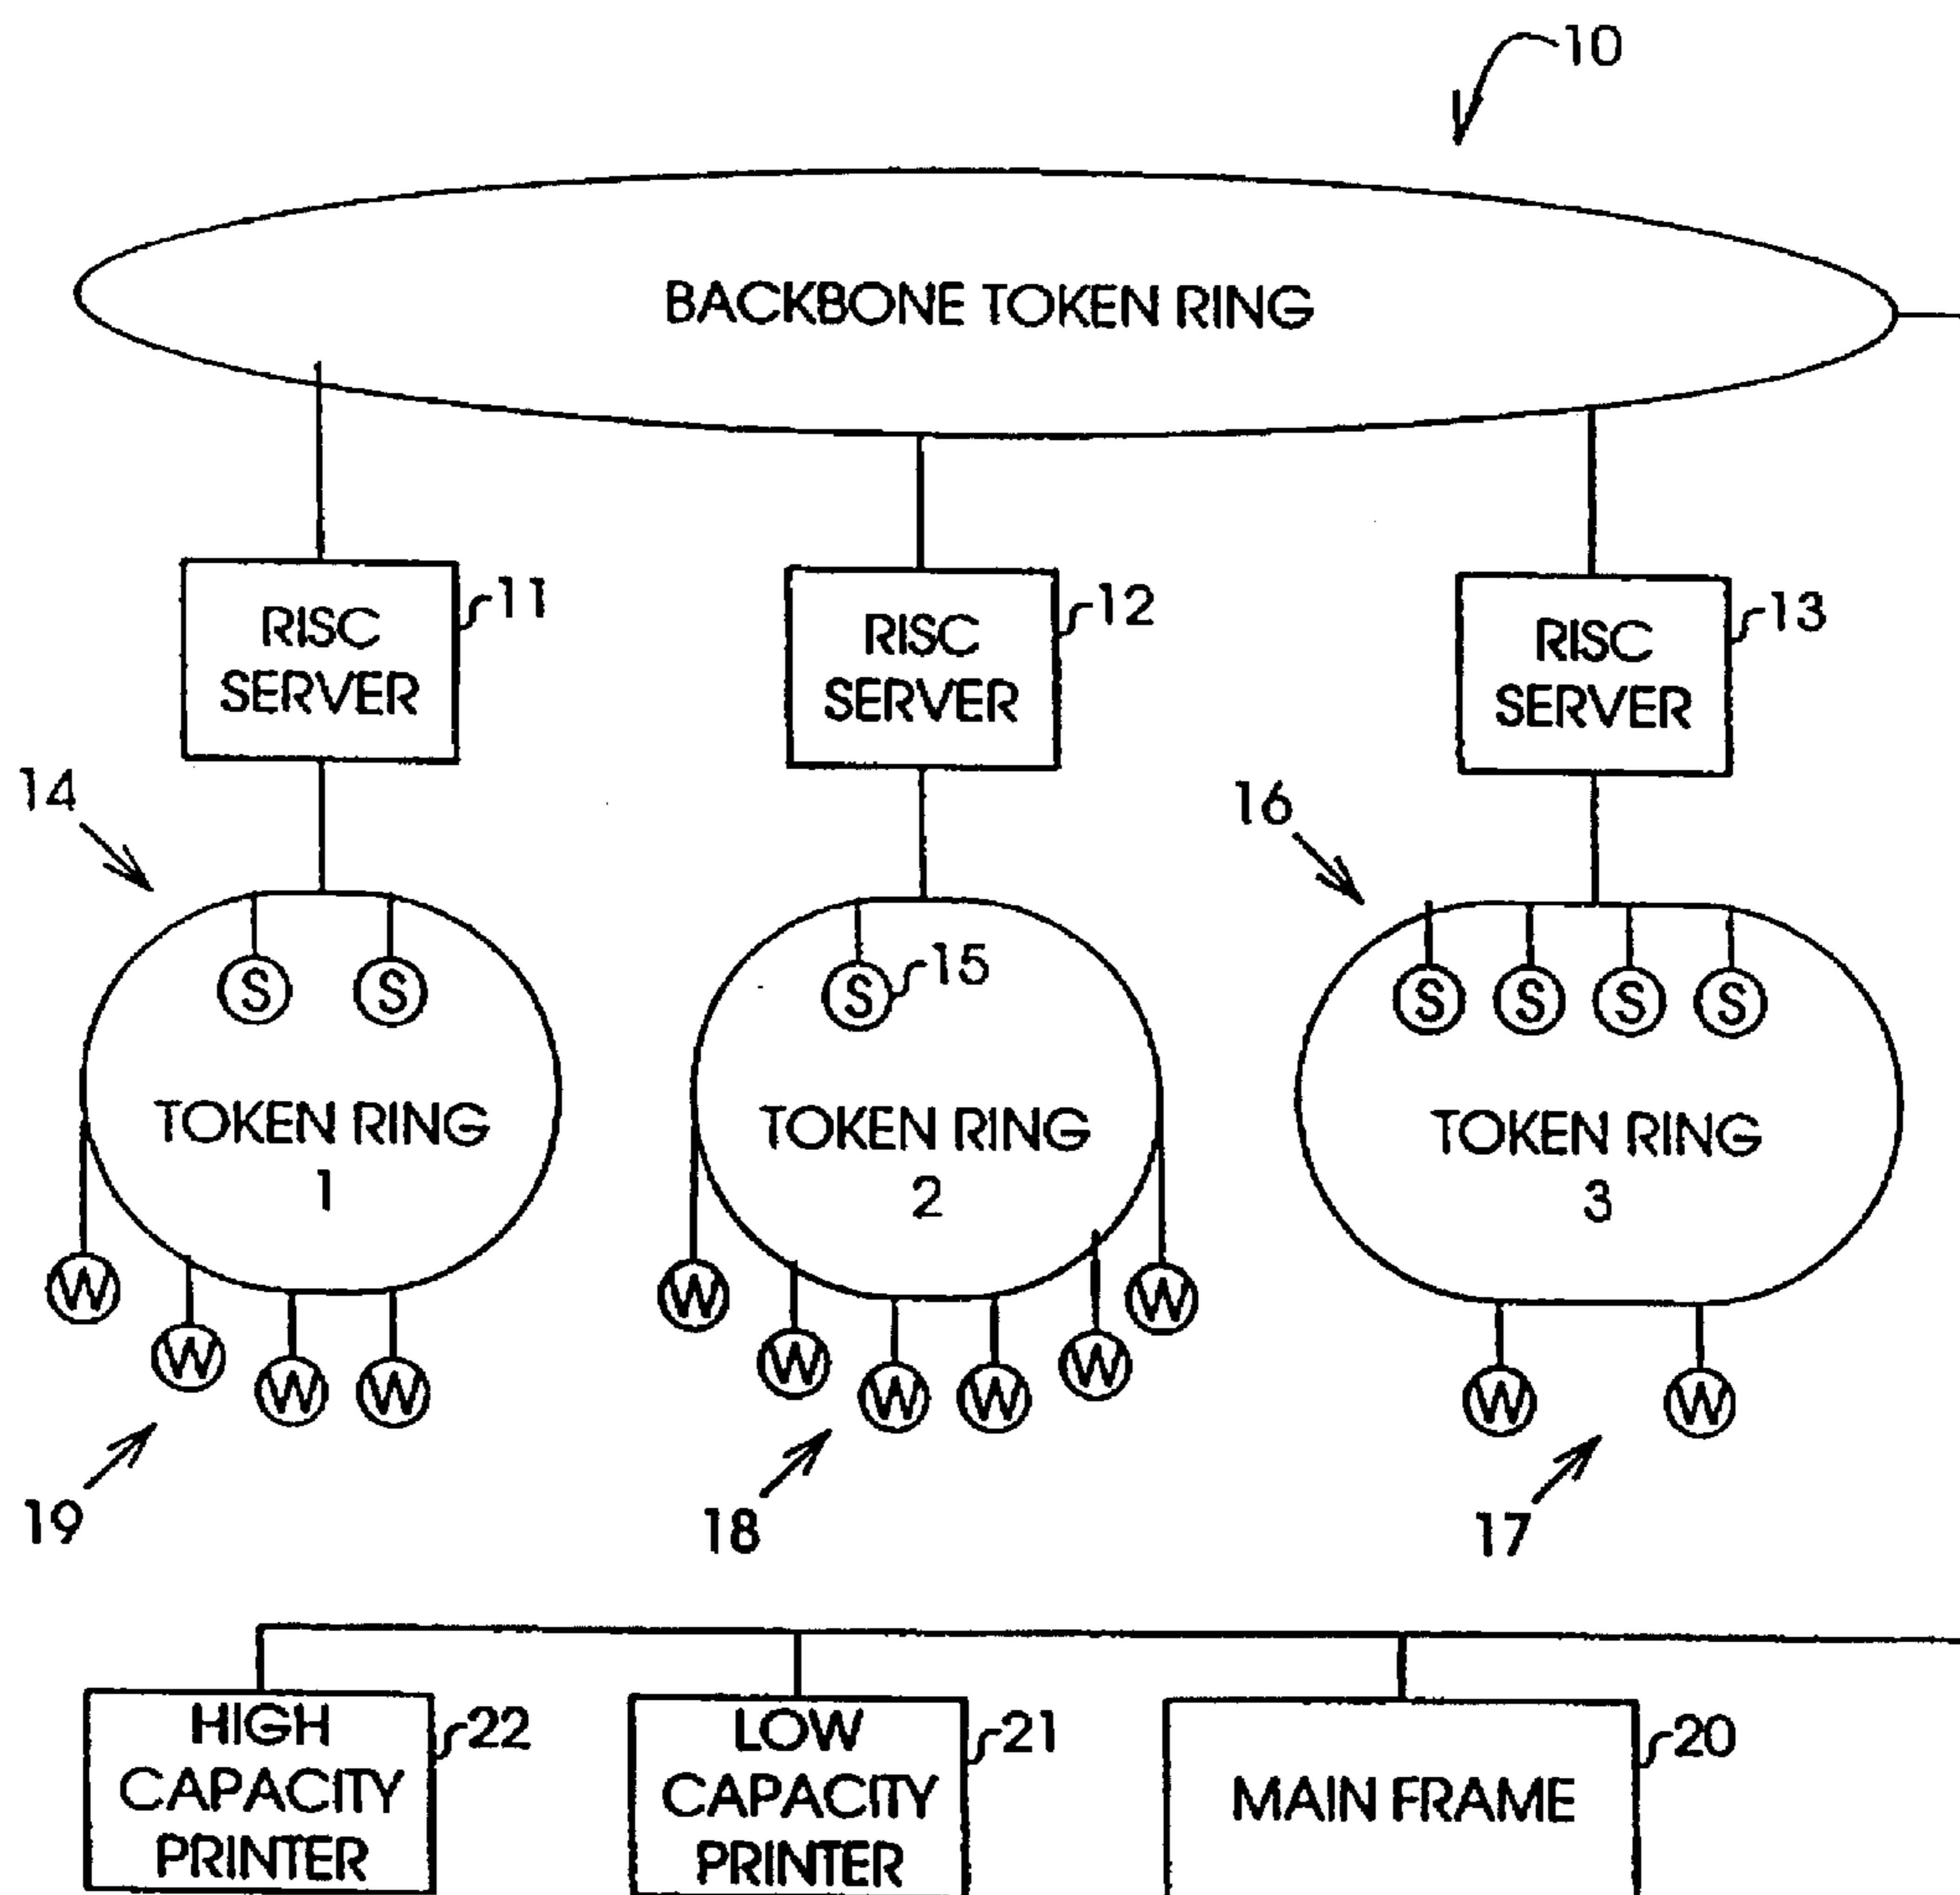 10
BACKBONE TOKEN RING
RISC
SERVER
11
RISC
SERVER
12
RISC
SERVER
13
14
16
S
S
S
15
S
S
S
S
TOKEN RING
1
TOKEN RING
2
TOKEN RING
3
W
W
W
W
W
W
W
W
W
W
W
W
19
18
17
HIGH
CAPACITY
PRINTER
22
LOW
CAPACITY
PRINTER
21
MAIN FRAME
20